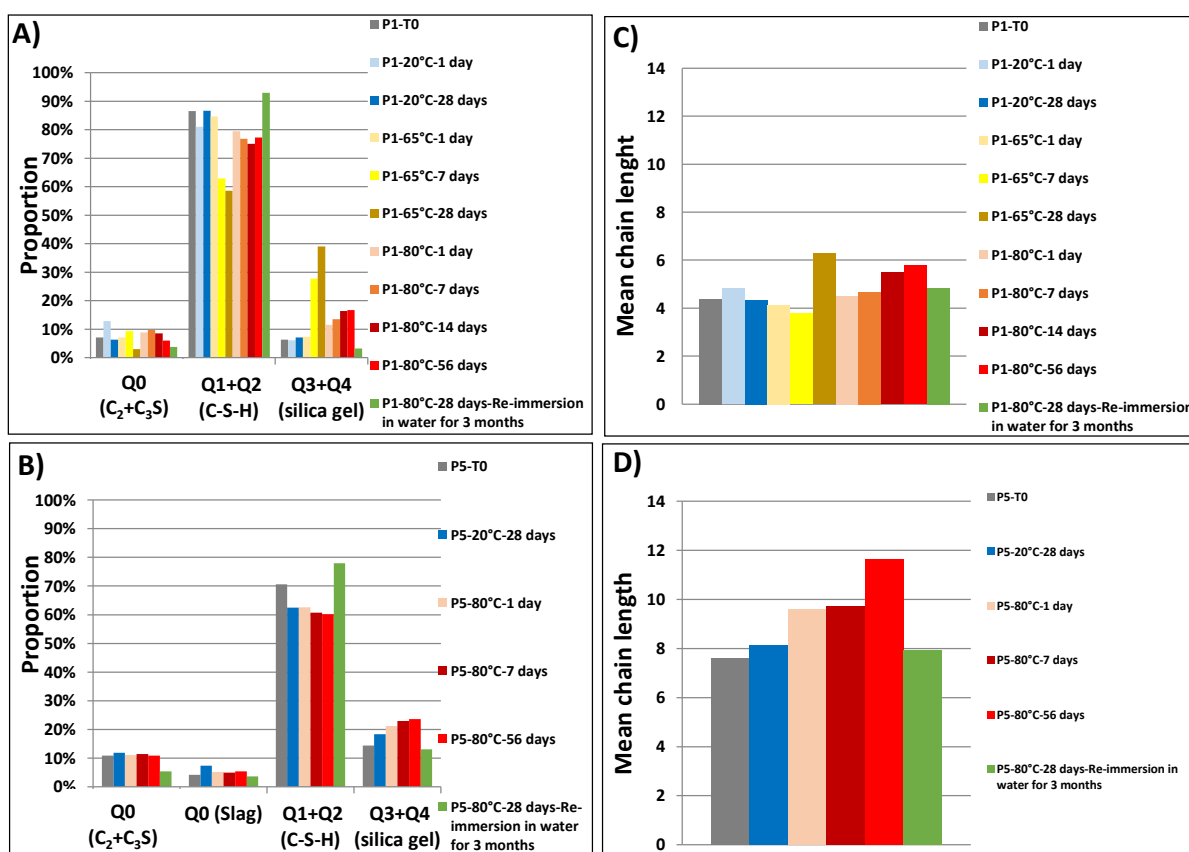 A)
Proportion
100%
90%
80%
70%
60%
50%
40%
30%
20%
10%
0%
Q0
(C₂+C₃S)
Q1+Q2
(C-S-H)
Q3+Q4
(silica gel)
P1-T0
P1-20°C-1 day
P1-20°C-28 days
P1-65°C-1 day
P1-65°C-7 days
P1-65°C-28 days
P1-80°C-1 day
P1-80°C-7 days
P1-80°C-14 days
P1-80°C-56 days
P1-80°C-28 days-Re-immersion
in water for 3 months
C)
Mean chain lenght
14
12
10
8
6
4
2
0
P1-T0
P1-20°C-1 day
P1-20°C-28 days
P1-65°C-1 day
P1-65°C-7 days
P1-65°C-28 days
P1-80°C-1 day
P1-80°C-7 days
P1-80°C-14 days
P1-80°C-56 days
P1-80°C-28 days-Re-immersion
in water for 3 months
B)
Proportion
100%
90%
80%
70%
60%
50%
40%
30%
20%
10%
0%
Q0
(C₂+C₃S)
Q0 (Slag)
Q1+Q2
(C-S-H)
Q3+Q4
(silica gel)
P5-T0
P5-20°C-28 days
P5-80°C-1 day
P5-80°C-7 days
P5-80°C-56 days
P5-80°C-28 days-Re-
immersion in water
for 3 months
D)
Mean chain length
14
12
10
8
6
4
2
0
P5-T0
P5-20°C-28 days
P5-80°C-1 day
P5-80°C-7 days
P5-80°C-56 days
P5-80°C-28 days-Re-immersion in
water for 3 months